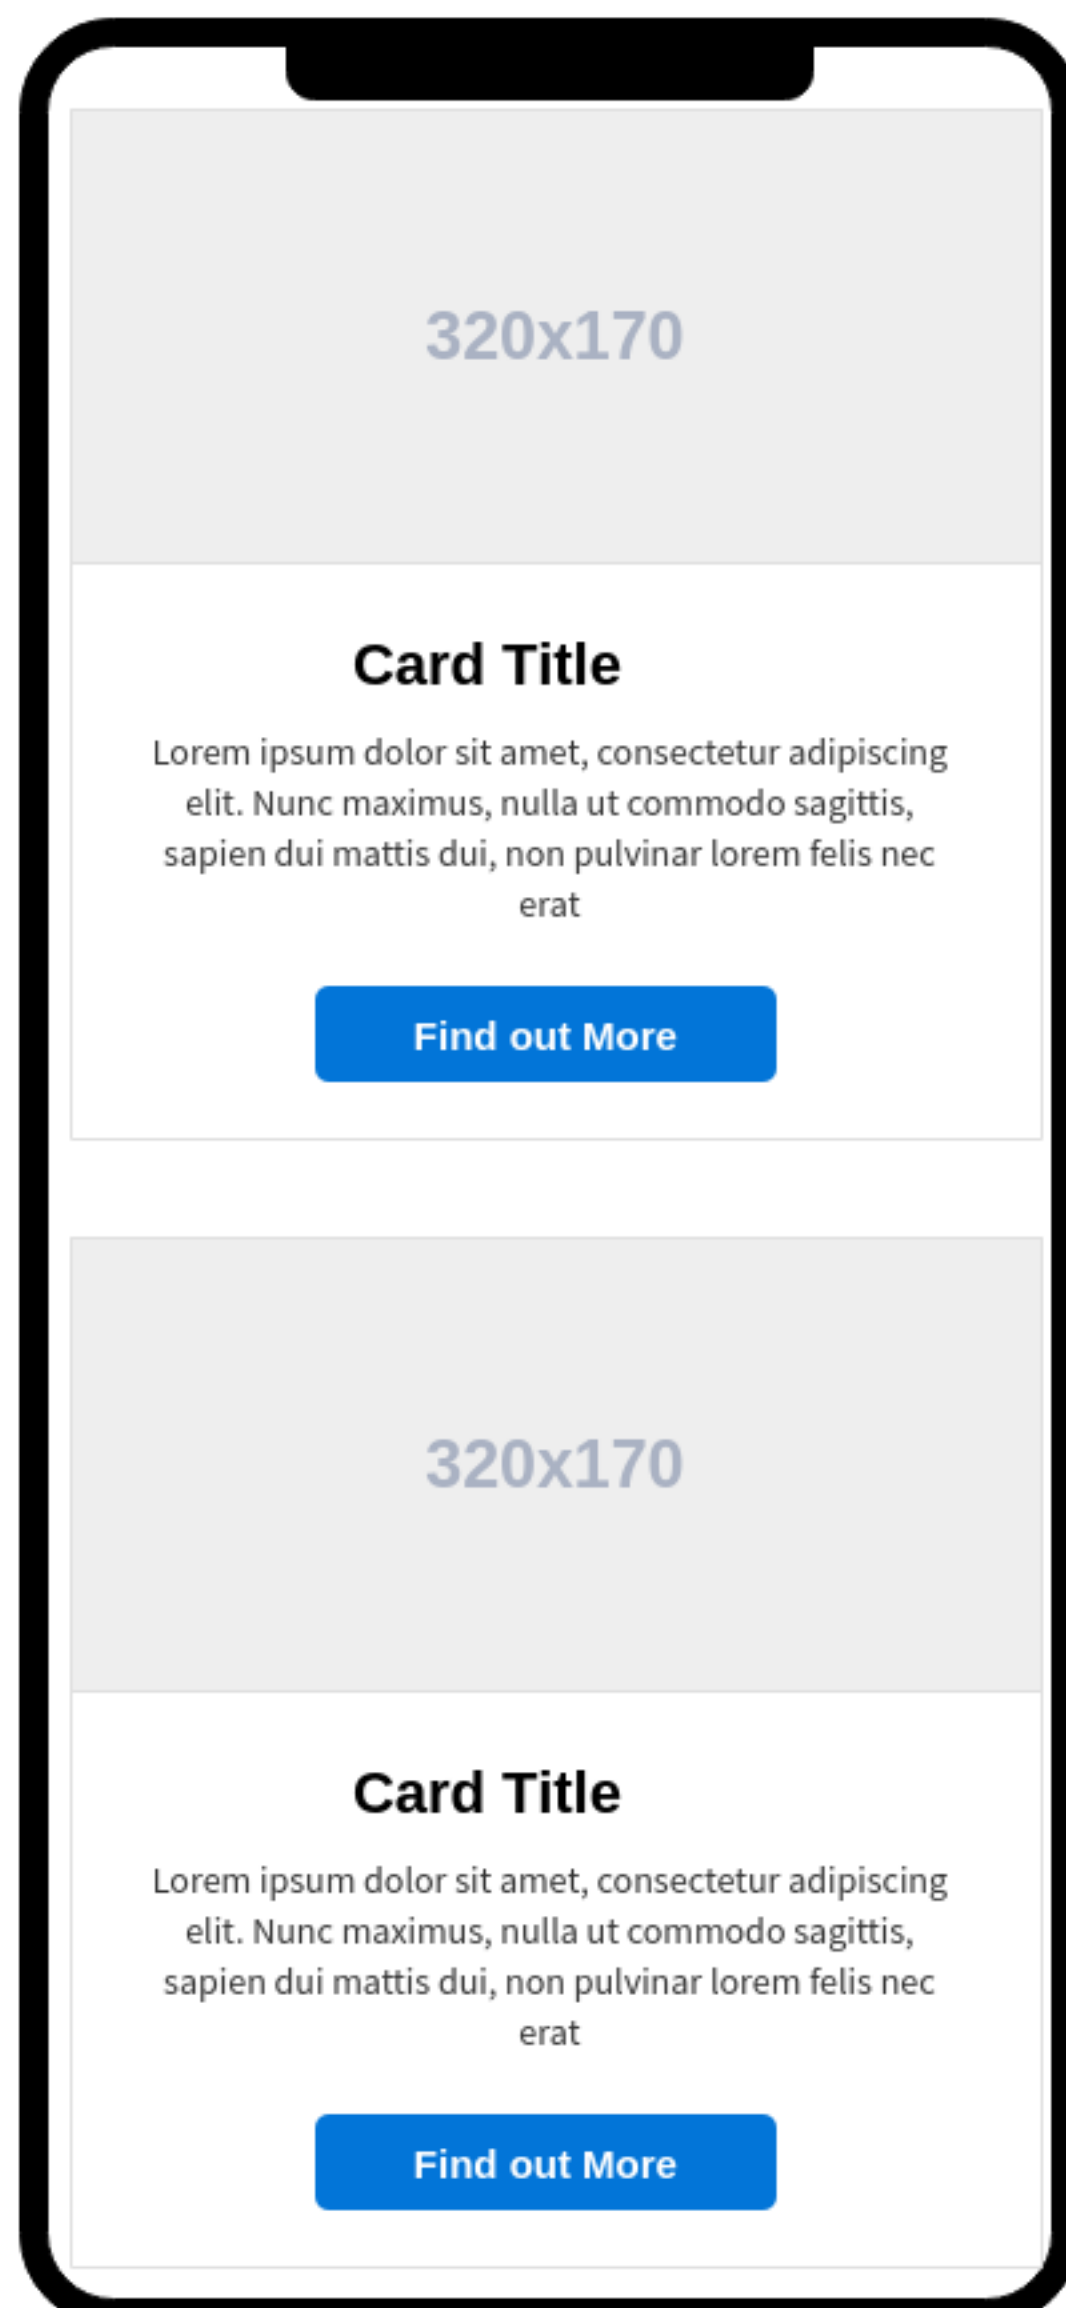 320x170
Card Title
Lorem ipsum dolor sit amet, consectetur adipiscing
elit. Nunc maximus, nulla ut commodo sagittis,
sapien dui mattis dui, non pulvinar lorem felis nec
erat
Find out More
320x170
Card Title
Lorem ipsum dolor sit amet, consectetur adipiscing
elit. Nunc maximus, nulla ut commodo sagittis,
sapien dui mattis dui, non pulvinar lorem felis nec
erat
Find out More